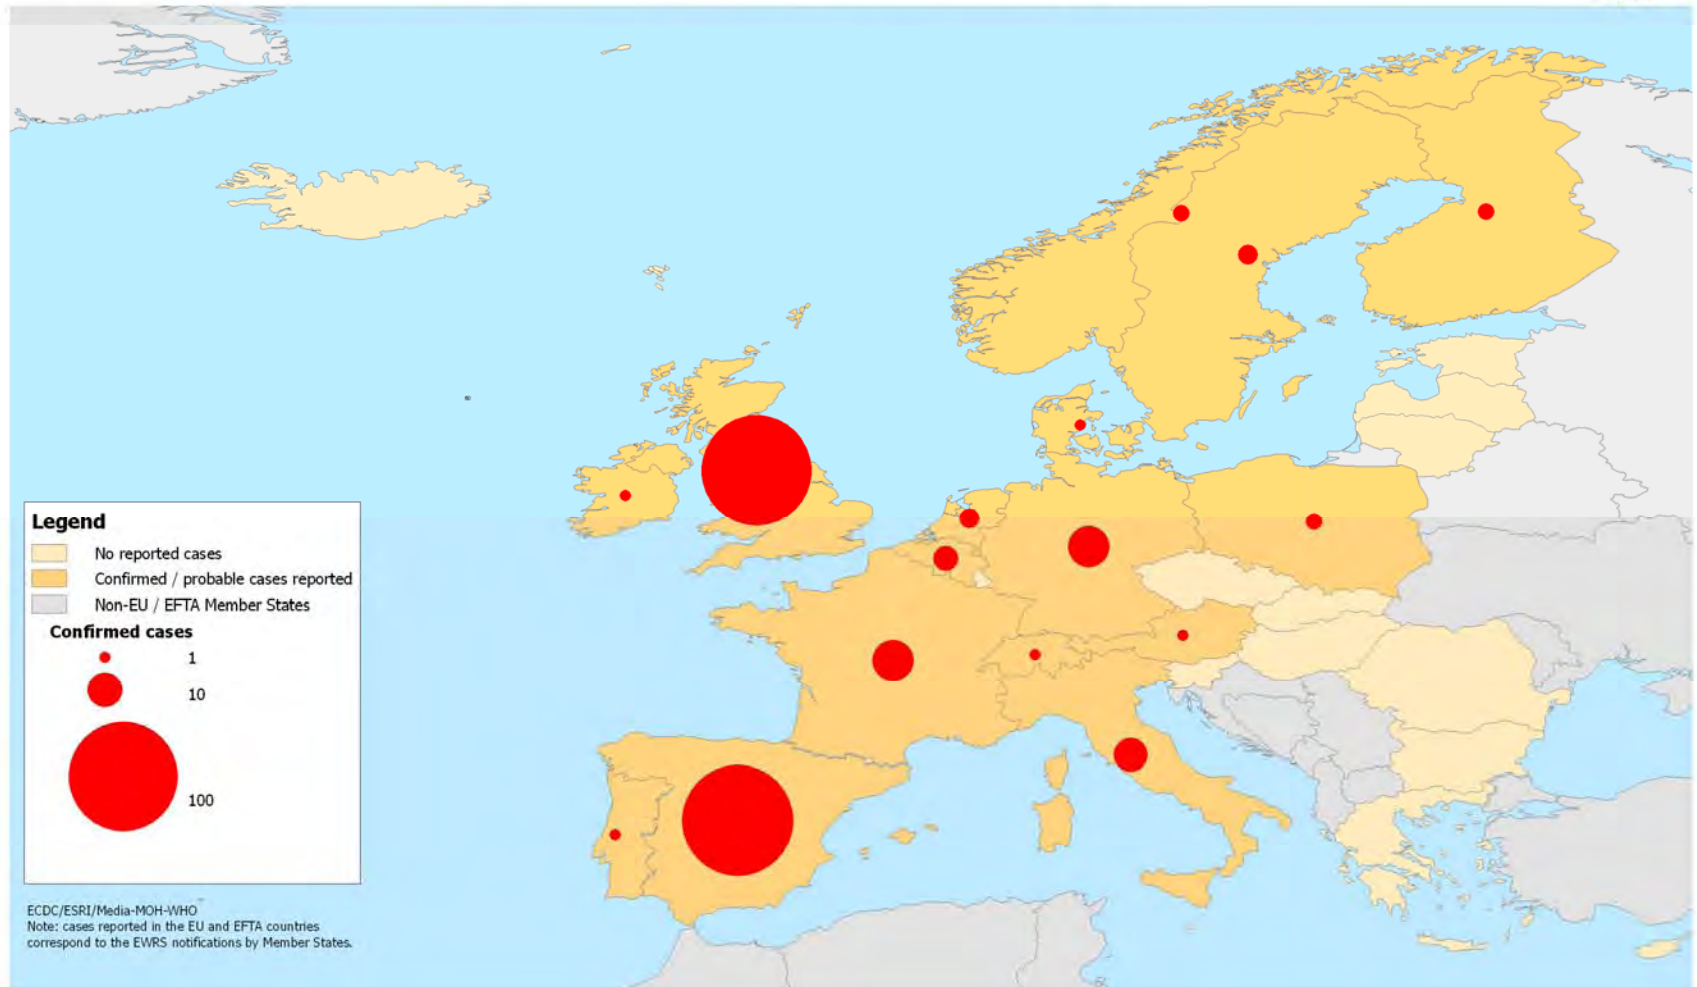 Legend
No reported cases
Confirmed / probable cases reported
Non-EU / EFTA Member States
Confirmed cases
1
10
100
ECDC/ESRI/Media-MOH-WHO
Note: cases reported in the EU and EFTA countries
correspond to the EWRS notifications by Member States.